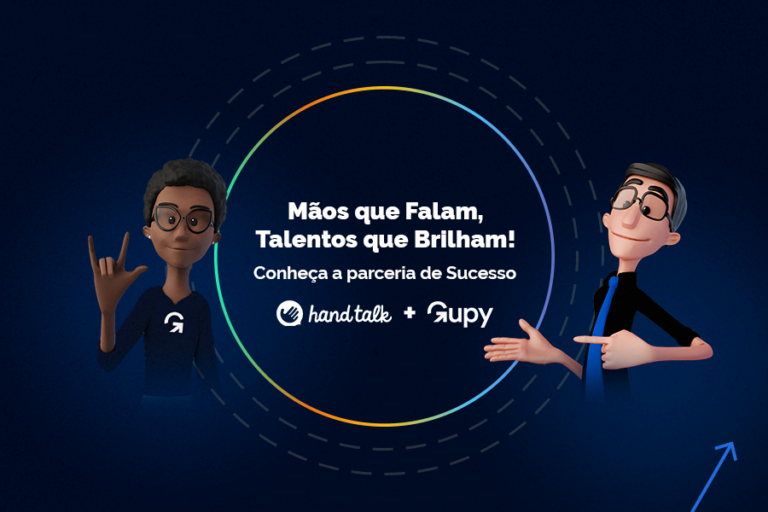 Mãos que Falam,
Talentos que Brilham!
Conheça a parceria de Sucesso
hand talk + Gupy